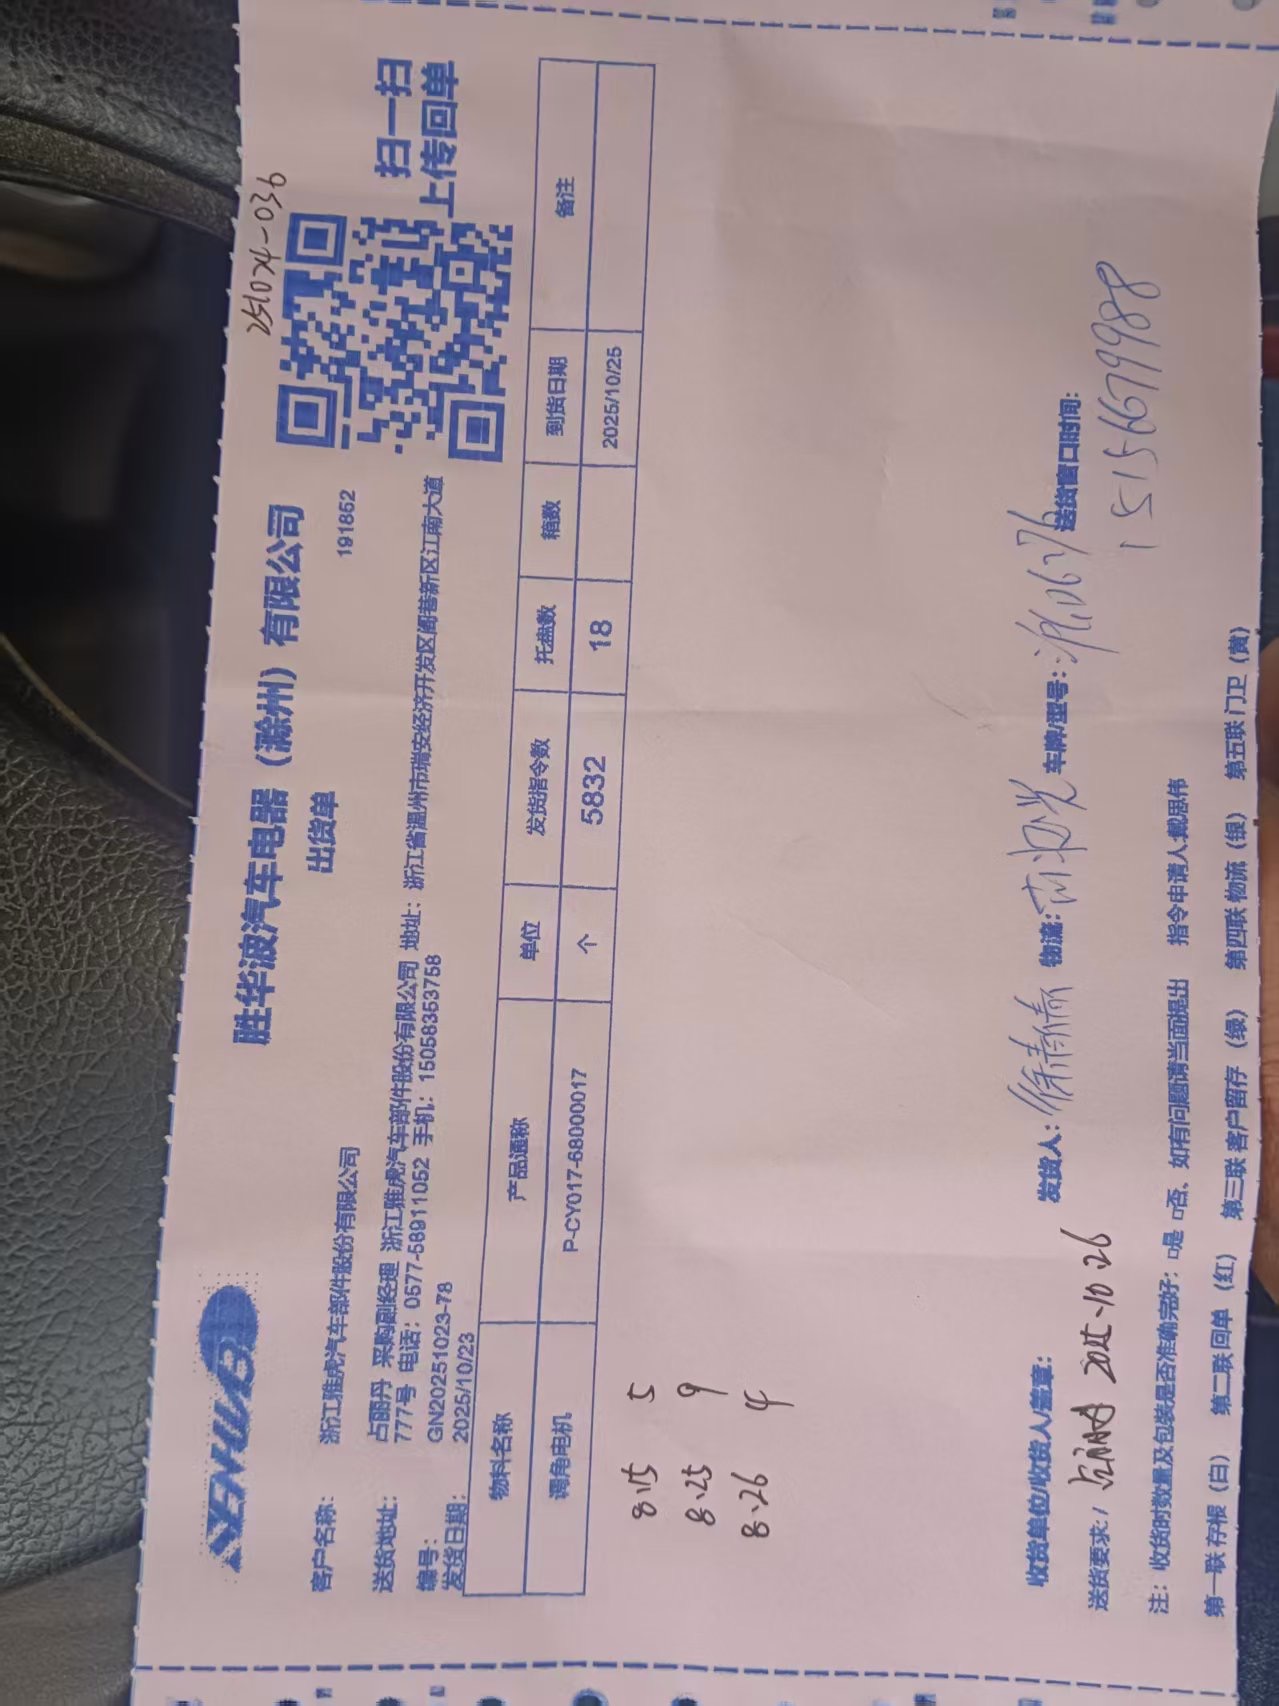 251024-036
SENHUABO
胜华波汽车电器（滁州）有限公司
出货单
191852
扫一扫
上传回单
客户名称： 浙江雅虎汽车部件股份有限公司
送货地址： 占丽丹 采购副经理 浙江雅虎汽车部件股份有限公司 地址：浙江省温州市瑞安经济开发区阁巷新区江南大道
777号 电话：0577-58911052 手机：15058353758
编号： GN20251023-78
发货日期： 2025/10/23
物料名称 产品通称 单位 发货指令数 托盘数 箱数 到货日期 备注
调角电机 P-CY017-6800017 个 5832 18 2025/10/25
8.15 5
8.25 9
8.26 4
收货单位/收货人/盖章： 发货人：徐春 物流： 车牌/型号： 送货窗口时间：
送货要求：/ 2025-10.26 15156679988
注：收货时数量及包装是否准确完好：□是 □否，如有问题请当面提出 指令申请人:戴思伟
第一联 存根（白） 第二联 回单（红） 第三联 客户留存（绿） 第四联 物流（银） 第五联 门卫（黄）